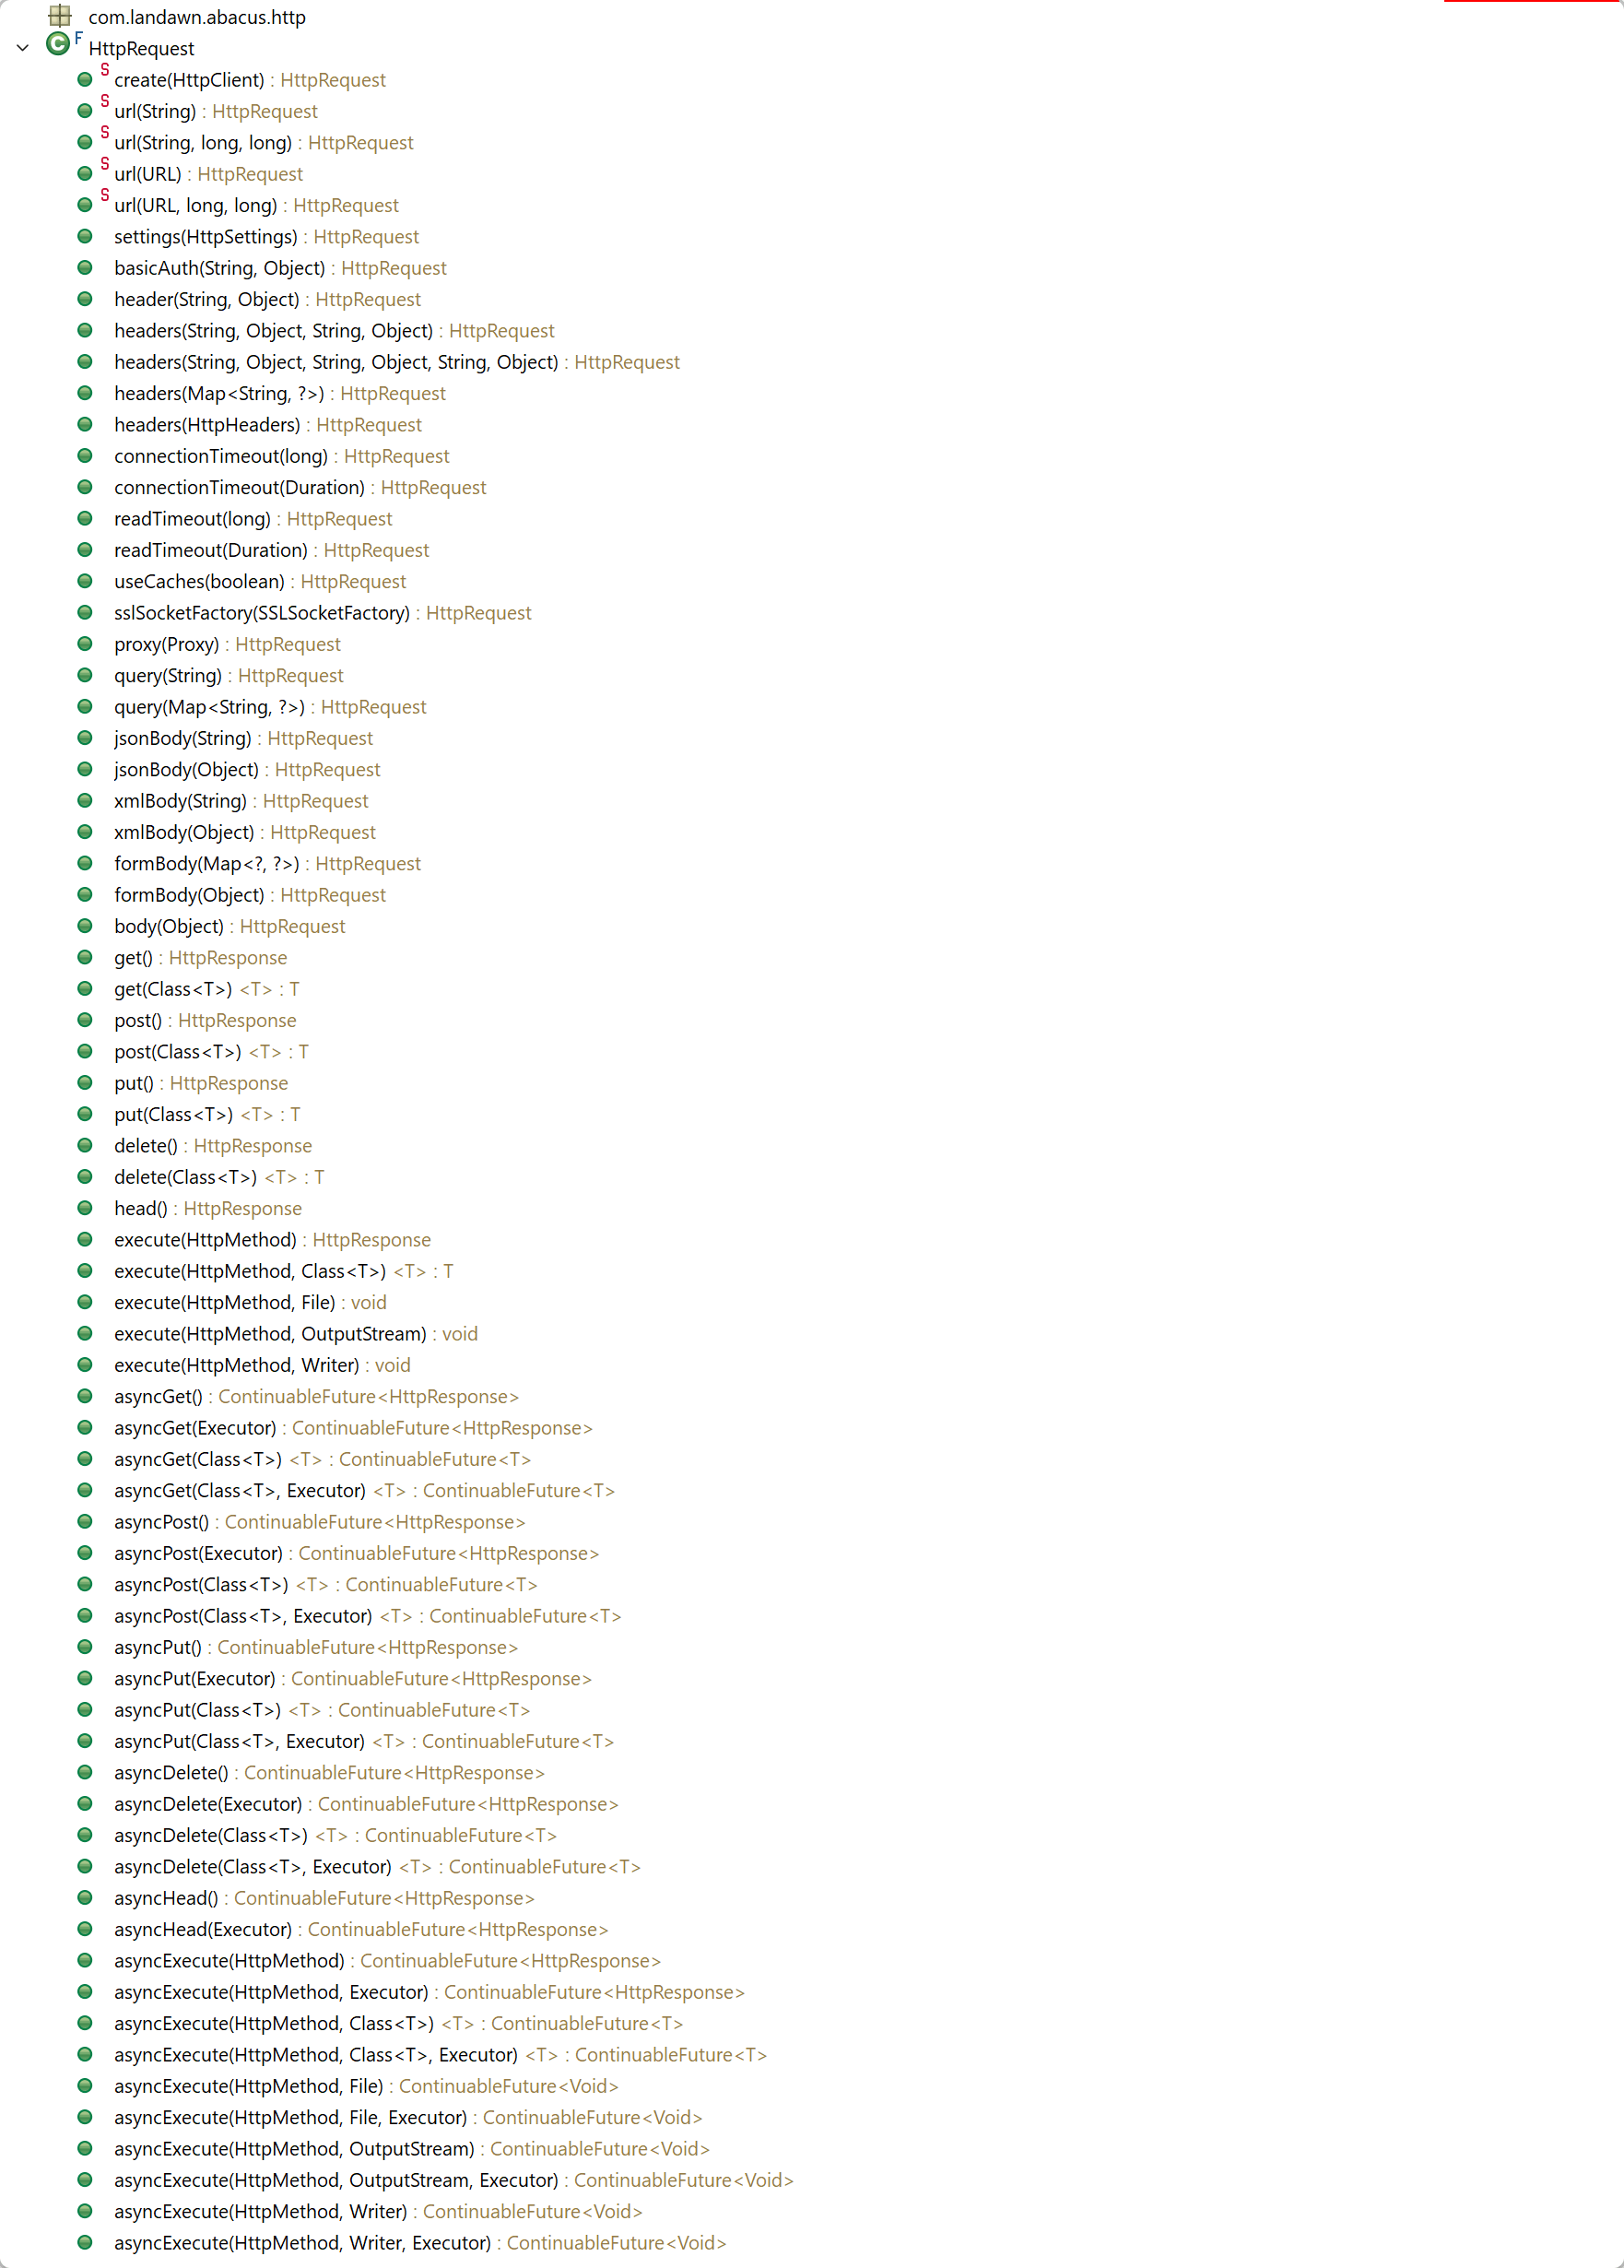 com.landawn.abacus.http
C F HttpRequest
S create(HttpClient) : HttpRequest
S url(String) : HttpRequest
S url(String, long, long) : HttpRequest
S url(URL) : HttpRequest
S url(URL, long, long) : HttpRequest
settings(HttpSettings) : HttpRequest
basicAuth(String, Object) : HttpRequest
header(String, Object) : HttpRequest
headers(String, Object, String, Object) : HttpRequest
headers(String, Object, String, Object, String, Object) : HttpRequest
headers(Map<String, ?>) : HttpRequest
headers(HttpHeaders) : HttpRequest
connectionTimeout(long) : HttpRequest
connectionTimeout(Duration) : HttpRequest
readTimeout(long) : HttpRequest
readTimeout(Duration) : HttpRequest
useCaches(boolean) : HttpRequest
sslSocketFactory(SSLSocketFactory) : HttpRequest
proxy(Proxy) : HttpRequest
query(String) : HttpRequest
query(Map<String, ?>) : HttpRequest
jsonBody(String) : HttpRequest
jsonBody(Object) : HttpRequest
xmlBody(String) : HttpRequest
xmlBody(Object) : HttpRequest
formBody(Map<?, ?>) : HttpRequest
formBody(Object) : HttpRequest
body(Object) : HttpRequest
get() : HttpResponse
get(Class<T>) <T> : T
post() : HttpResponse
post(Class<T>) <T> : T
put() : HttpResponse
put(Class<T>) <T> : T
delete() : HttpResponse
delete(Class<T>) <T> : T
head() : HttpResponse
execute(HttpMethod) : HttpResponse
execute(HttpMethod, Class<T>) <T> : T
execute(HttpMethod, File) : void
execute(HttpMethod, OutputStream) : void
execute(HttpMethod, Writer) : void
asyncGet() : ContinuableFuture<HttpResponse>
asyncGet(Executor) : ContinuableFuture<HttpResponse>
asyncGet(Class<T>) <T> : ContinuableFuture<T>
asyncGet(Class<T>, Executor) <T> : ContinuableFuture<T>
asyncPost() : ContinuableFuture<HttpResponse>
asyncPost(Executor) : ContinuableFuture<HttpResponse>
asyncPost(Class<T>) <T> : ContinuableFuture<T>
asyncPost(Class<T>, Executor) <T> : ContinuableFuture<T>
asyncPut() : ContinuableFuture<HttpResponse>
asyncPut(Executor) : ContinuableFuture<HttpResponse>
asyncPut(Class<T>) <T> : ContinuableFuture<T>
asyncPut(Class<T>, Executor) <T> : ContinuableFuture<T>
asyncDelete() : ContinuableFuture<HttpResponse>
asyncDelete(Executor) : ContinuableFuture<HttpResponse>
asyncDelete(Class<T>) <T> : ContinuableFuture<T>
asyncDelete(Class<T>, Executor) <T> : ContinuableFuture<T>
asyncHead() : ContinuableFuture<HttpResponse>
asyncHead(Executor) : ContinuableFuture<HttpResponse>
asyncExecute(HttpMethod) : ContinuableFuture<HttpResponse>
asyncExecute(HttpMethod, Executor) : ContinuableFuture<HttpResponse>
asyncExecute(HttpMethod, Class<T>) <T> : ContinuableFuture<T>
asyncExecute(HttpMethod, Class<T>, Executor) <T> : ContinuableFuture<T>
asyncExecute(HttpMethod, File) : ContinuableFuture<Void>
asyncExecute(HttpMethod, File, Executor) : ContinuableFuture<Void>
asyncExecute(HttpMethod, OutputStream) : ContinuableFuture<Void>
asyncExecute(HttpMethod, OutputStream, Executor) : ContinuableFuture<Void>
asyncExecute(HttpMethod, Writer) : ContinuableFuture<Void>
asyncExecute(HttpMethod, Writer, Executor) : ContinuableFuture<Void>